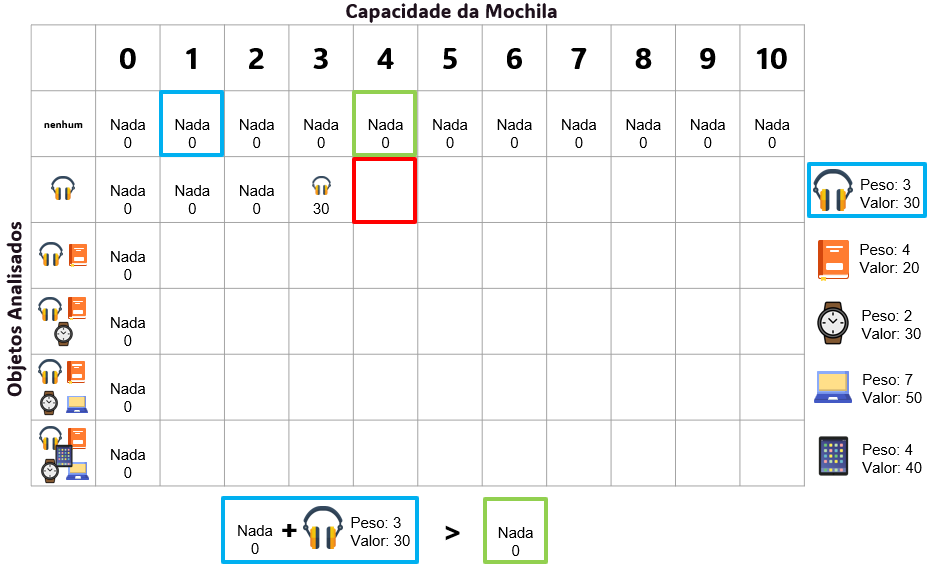 Capacidade da Mochila
0 1 2 3 4 5 6 7 8 9 10
nenhum
Nada Nada Nada Nada Nada Nada Nada Nada Nada Nada Nada
0 0 0 0 0 0 0 0 0 0 0
Nada Nada Nada
0 0 0 30
Peso: 3
Valor: 30
Objetos Analisados
Nada
0
Peso: 4
Valor: 20
Nada
0
Peso: 2
Valor: 30
Nada
0
Peso: 7
Valor: 50
Nada
0
Peso: 4
Valor: 40
Nada
0
+
Peso: 3
Valor: 30
>
Nada
0